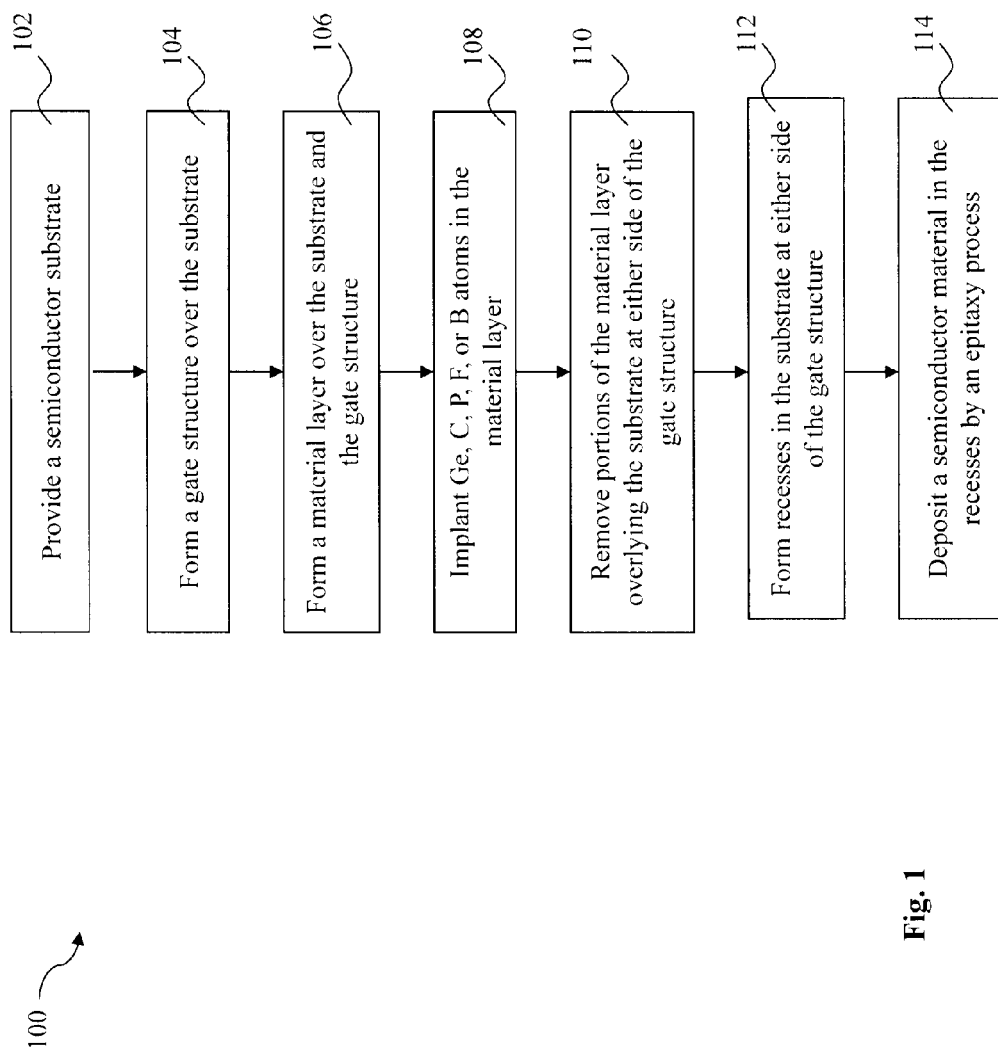 100
102
Provide a semiconductor substrate
104
Form a gate structure over the substrate
106
Form a material layer over the substrate and
the gate structure
108
Implant Ge, C, P, F, or B atoms in the
material layer
110
Remove portions of the material layer
overlying the substrate at either side of the
gate structure
112
Form recesses in the substrate at either side
of the gate structure
114
Deposit a semiconductor material in the
recesses by an epitaxy process
Fig. 1